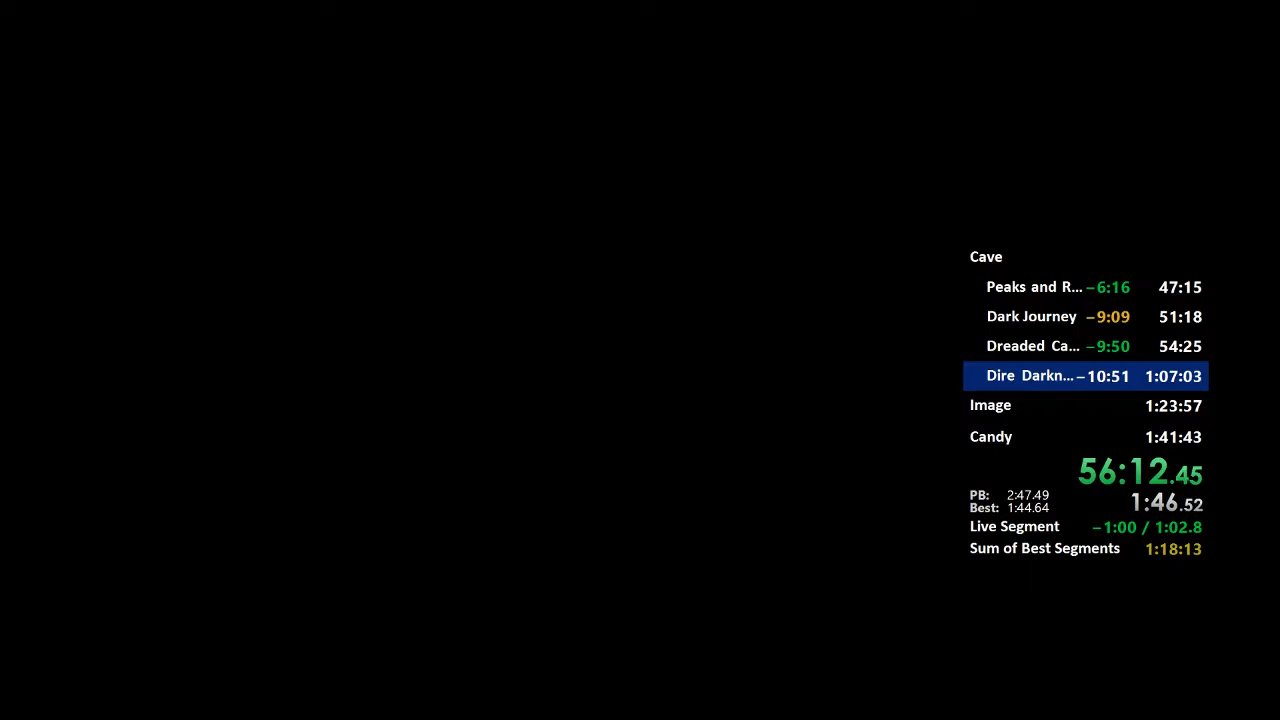 Cave
Peaks and R... −6:16 47:15
Dark Journey −9:09 51:18
Dreaded Ca... −9:50 54:25
Dire Darkn... −10:51 1:07:03
Image 1:23:57
Candy 1:41:43
56:12.45
PB: 2:47.49 1:46.52
Best: 1:44.64
Live Segment −1:00 / 1:02.8
Sum of Best Segments 1:18:13